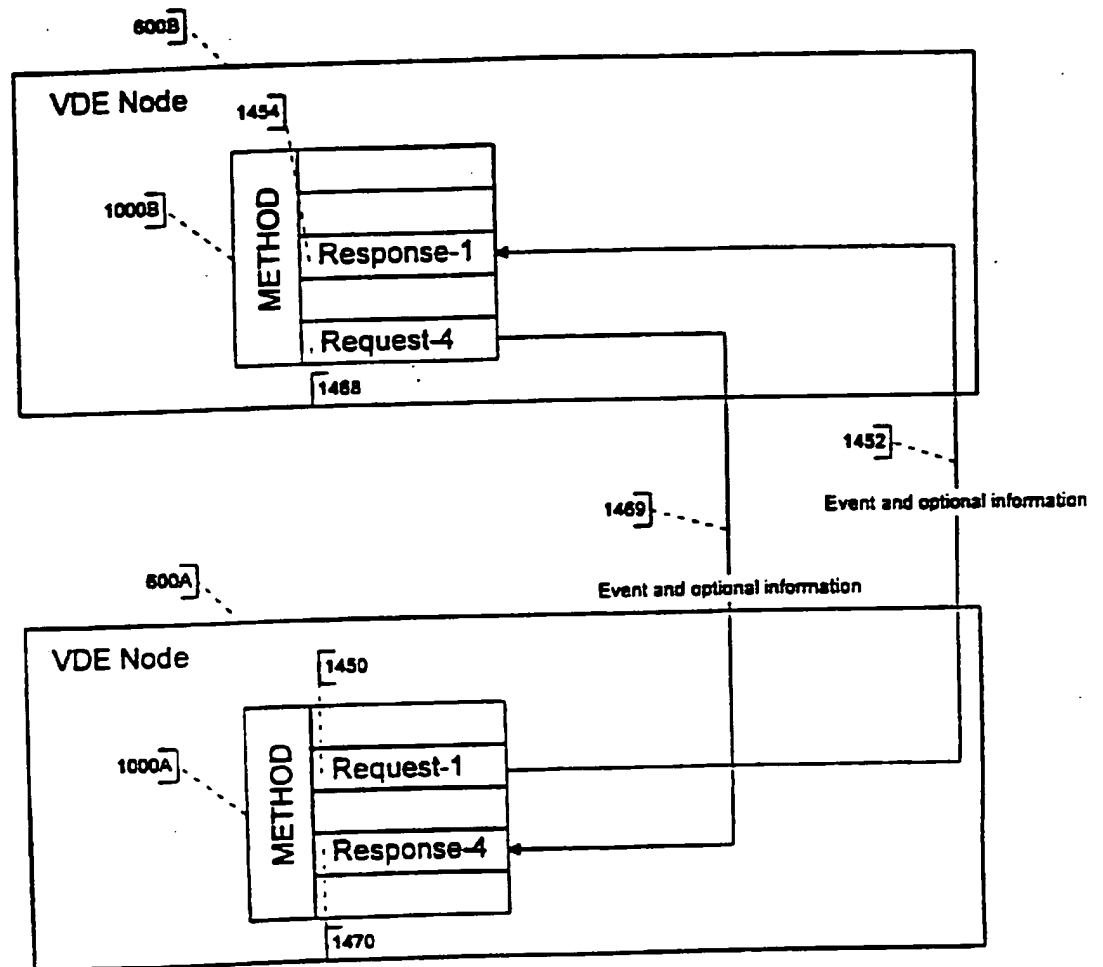 600B
VDE Node
1454
1000B
METHOD
Response-1
Request-4
1468
1452
Event and optional information
1469
Event and optional information
600A
VDE Node
1450
1000A
METHOD
Request-1
Response-4
1470